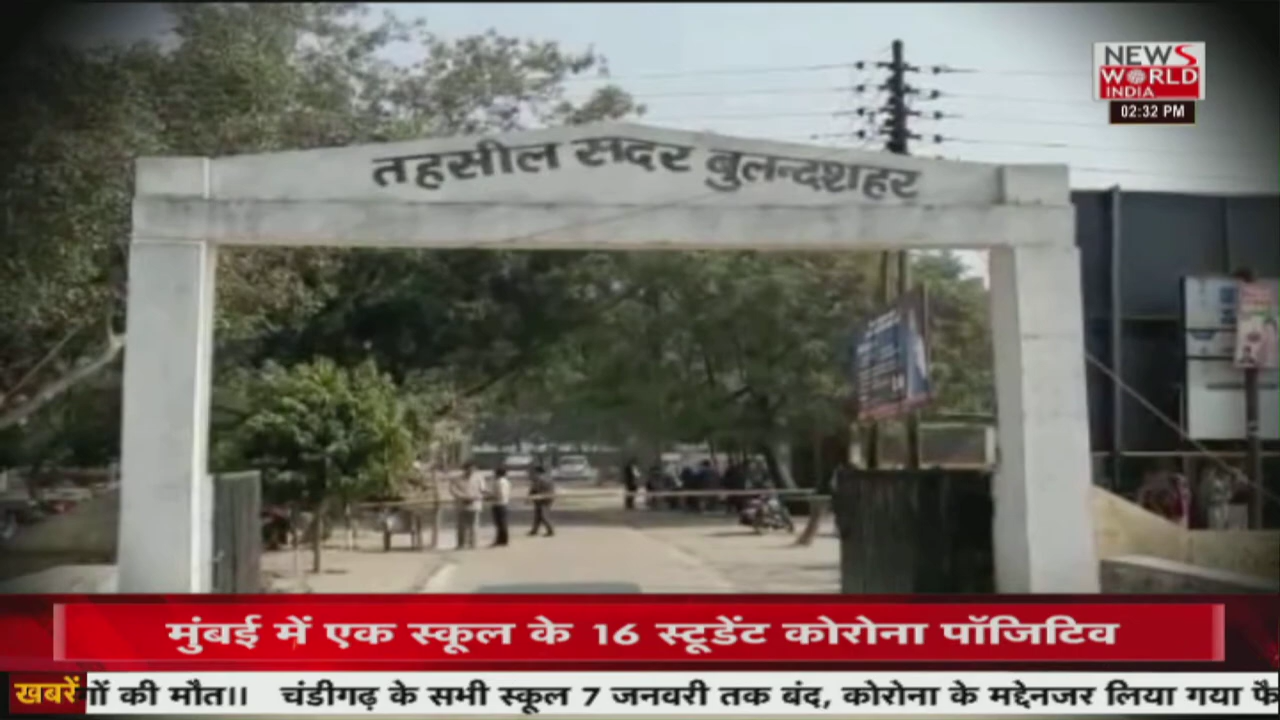 NEWS
WORLD
INDIA
02:32 PM
तहसील सदर बुलन्दशहर
मुंबई में एक स्कूल के 16 स्टूडेंट कोरोना पॉजिटिव
खबरें
की मौत।। चंडीगढ़ के सभी स्कूल 7 जनवरी तक बंद, कोरोना के मद्देनजर लिया गया